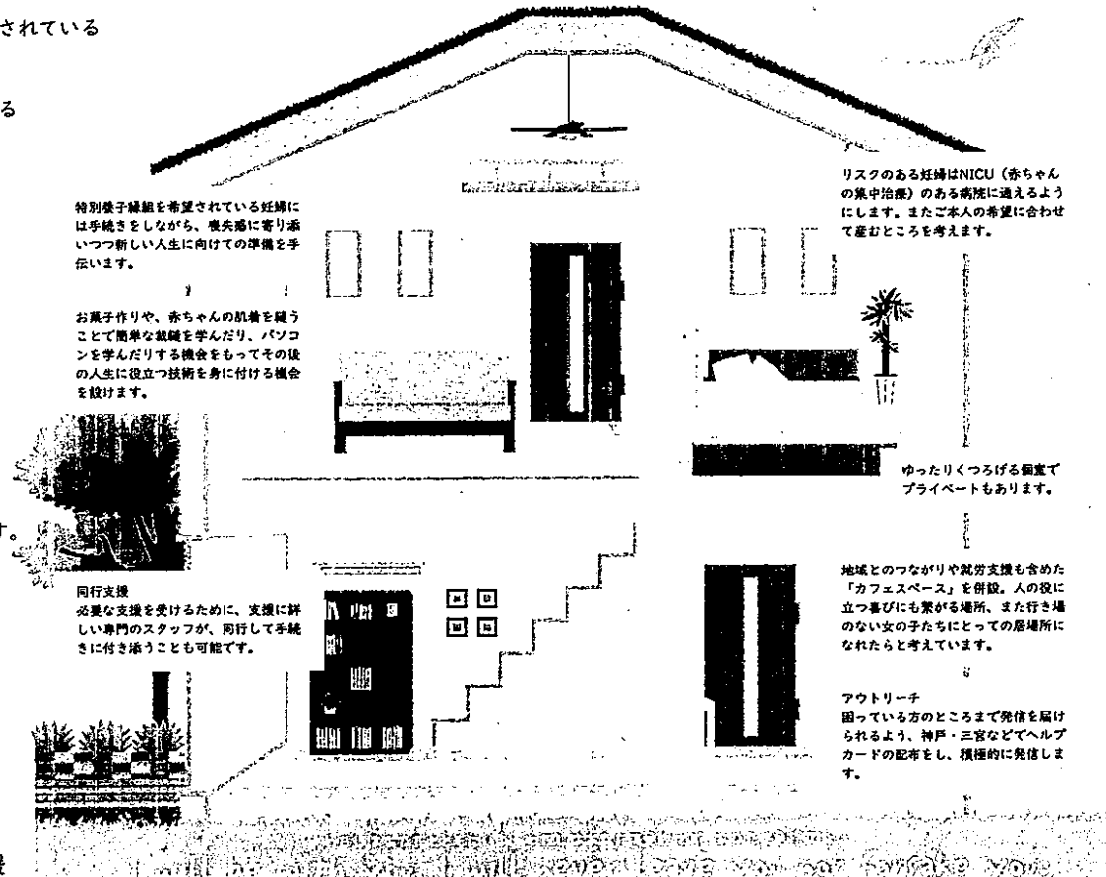 されている
る
特別養子縁組を希望されている妊婦に
は手続きをしながら、喪失感に寄り添
いつつ新しい人生に向けての準備を手
伝います。
お菓子作りや、赤ちゃんの肌着を縫う
ことで簡単な裁縫を学んだり、パソコ
ンを学んだりする機会をもってその後
の人生に役立つ技術を身に付ける機会
を設けます。
す。
同行支援
必要な支援を受けるために、支援に詳
しい専門のスタッフが、同行して手続
きに付き添うことも可能です。
リスクのある妊婦はNICU(赤ちゃん
の集中治療)のある病院に通えるよう
にします。またご本人の希望に合わせ
て産むところを考えます。
ゆったりくつろげる個室で
プライベートもあります。
地域とのつながりや就労支援も含めた
「カフェスペース」を併設。人の役に
立つ喜びにも繋がる場所、また行き場
のない女の子たちにとっての居場所に
なれたらと考えています。
アウトリーチ
困っている方のところまで発信を届け
られるよう、神戸・三宮などでヘルプ
カードの配布をし、積極的に発信しま
す。
will never leave you nor forsake you